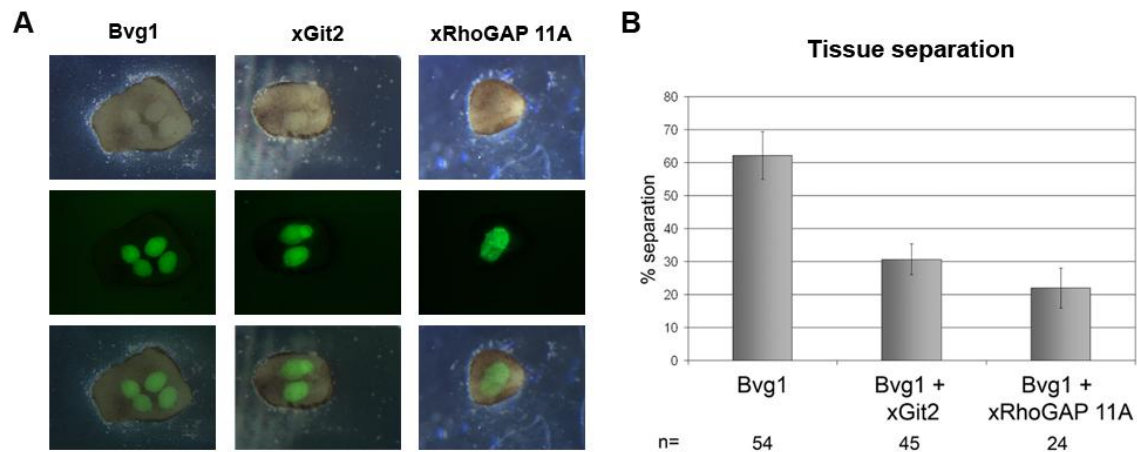 A
Bvg1
xGit2
xRhoGAP 11A
B
Tissue separation
% separation
80
70
60
50
40
30
20
10
0
Bvg1
Bvg1 +
xGit2
Bvg1 +
xRhoGAP 11A
n=
54
45
24